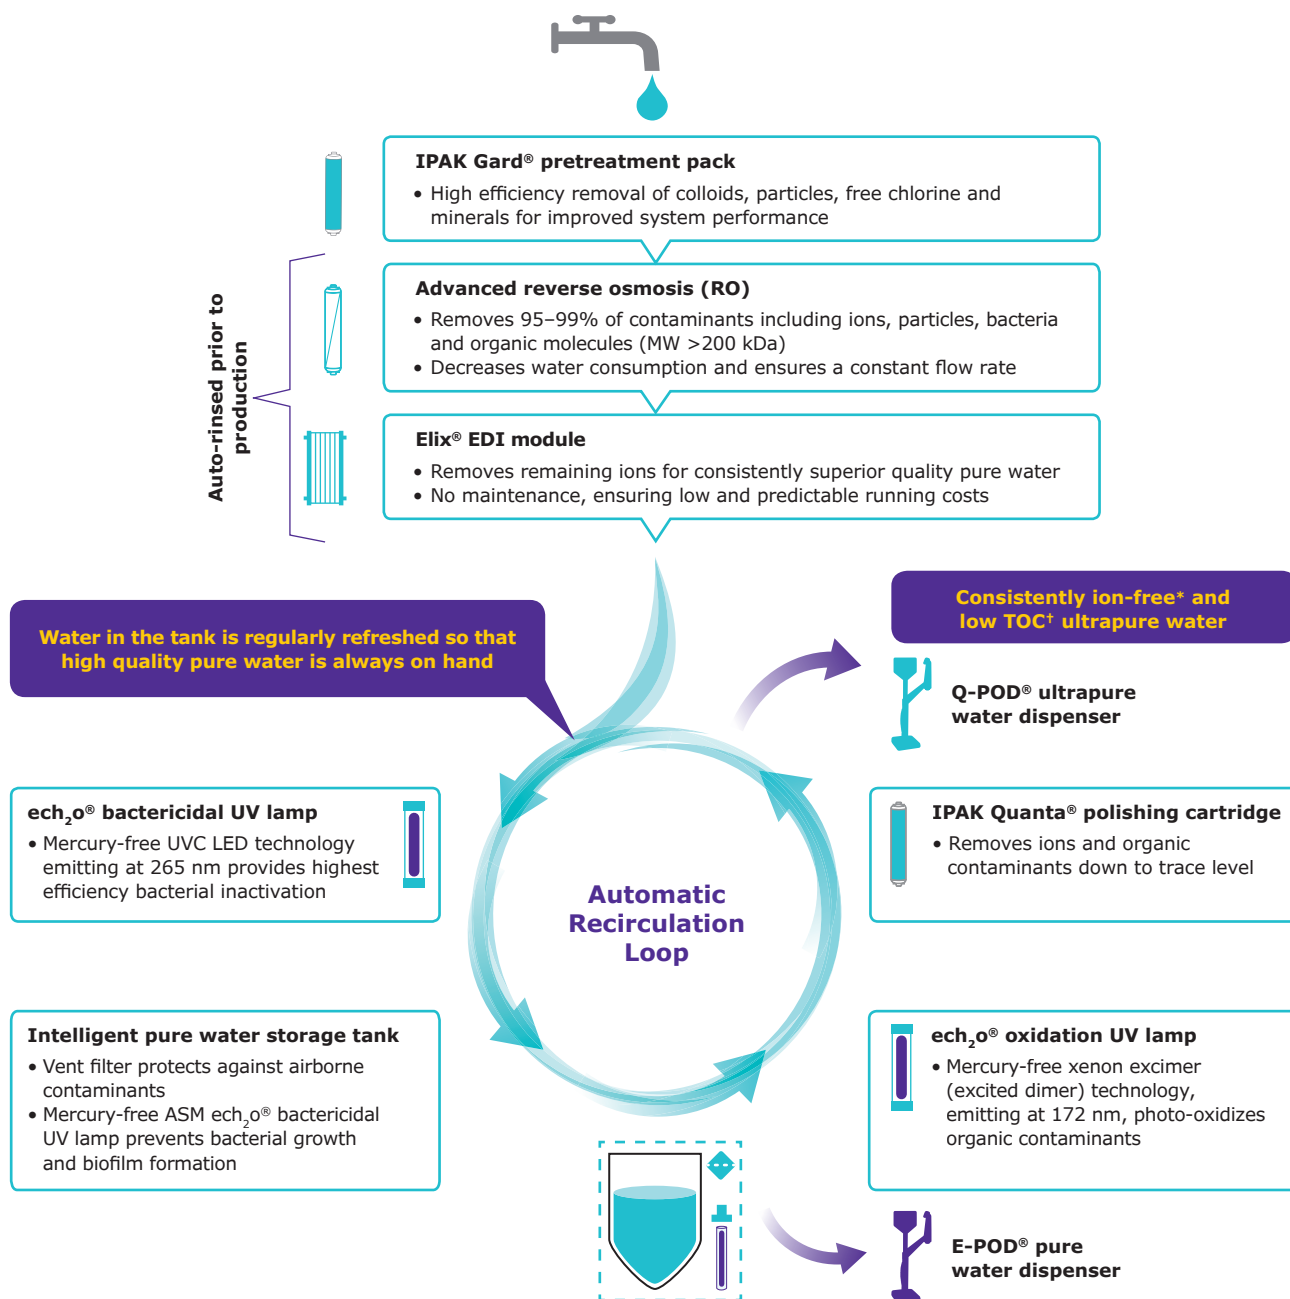 IPAK Gard® pretreatment pack
• High efficiency removal of colloids, particles, free chlorine and
minerals for improved system performance
Auto-rinsed prior to
production
Advanced reverse osmosis (RO)
• Removes 95–99% of contaminants including ions, particles, bacteria
and organic molecules (MW >200 kDa)
• Decreases water consumption and ensures a constant flow rate
Elix® EDI module
• Removes remaining ions for consistently superior quality pure water
• No maintenance, ensuring low and predictable running costs
Water in the tank is regularly refreshed so that
high quality pure water is always on hand
Consistently ion-free* and
low TOC† ultrapure water
Q-POD® ultrapure
water dispenser
ech₂o® bactericidal UV lamp
• Mercury-free UVC LED technology
emitting at 265 nm provides highest
efficiency bacterial inactivation
IPAK Quanta® polishing cartridge
• Removes ions and organic
contaminants down to trace level
Automatic
Recirculation
Loop
Intelligent pure water storage tank
• Vent filter protects against airborne
contaminants
• Mercury-free ASM ech₂o® bactericidal
UV lamp prevents bacterial growth
and biofilm formation
ech₂o® oxidation UV lamp
• Mercury-free xenon excimer
(excited dimer) technology,
emitting at 172 nm, photo-oxidizes
organic contaminants
E-POD® pure
water dispenser